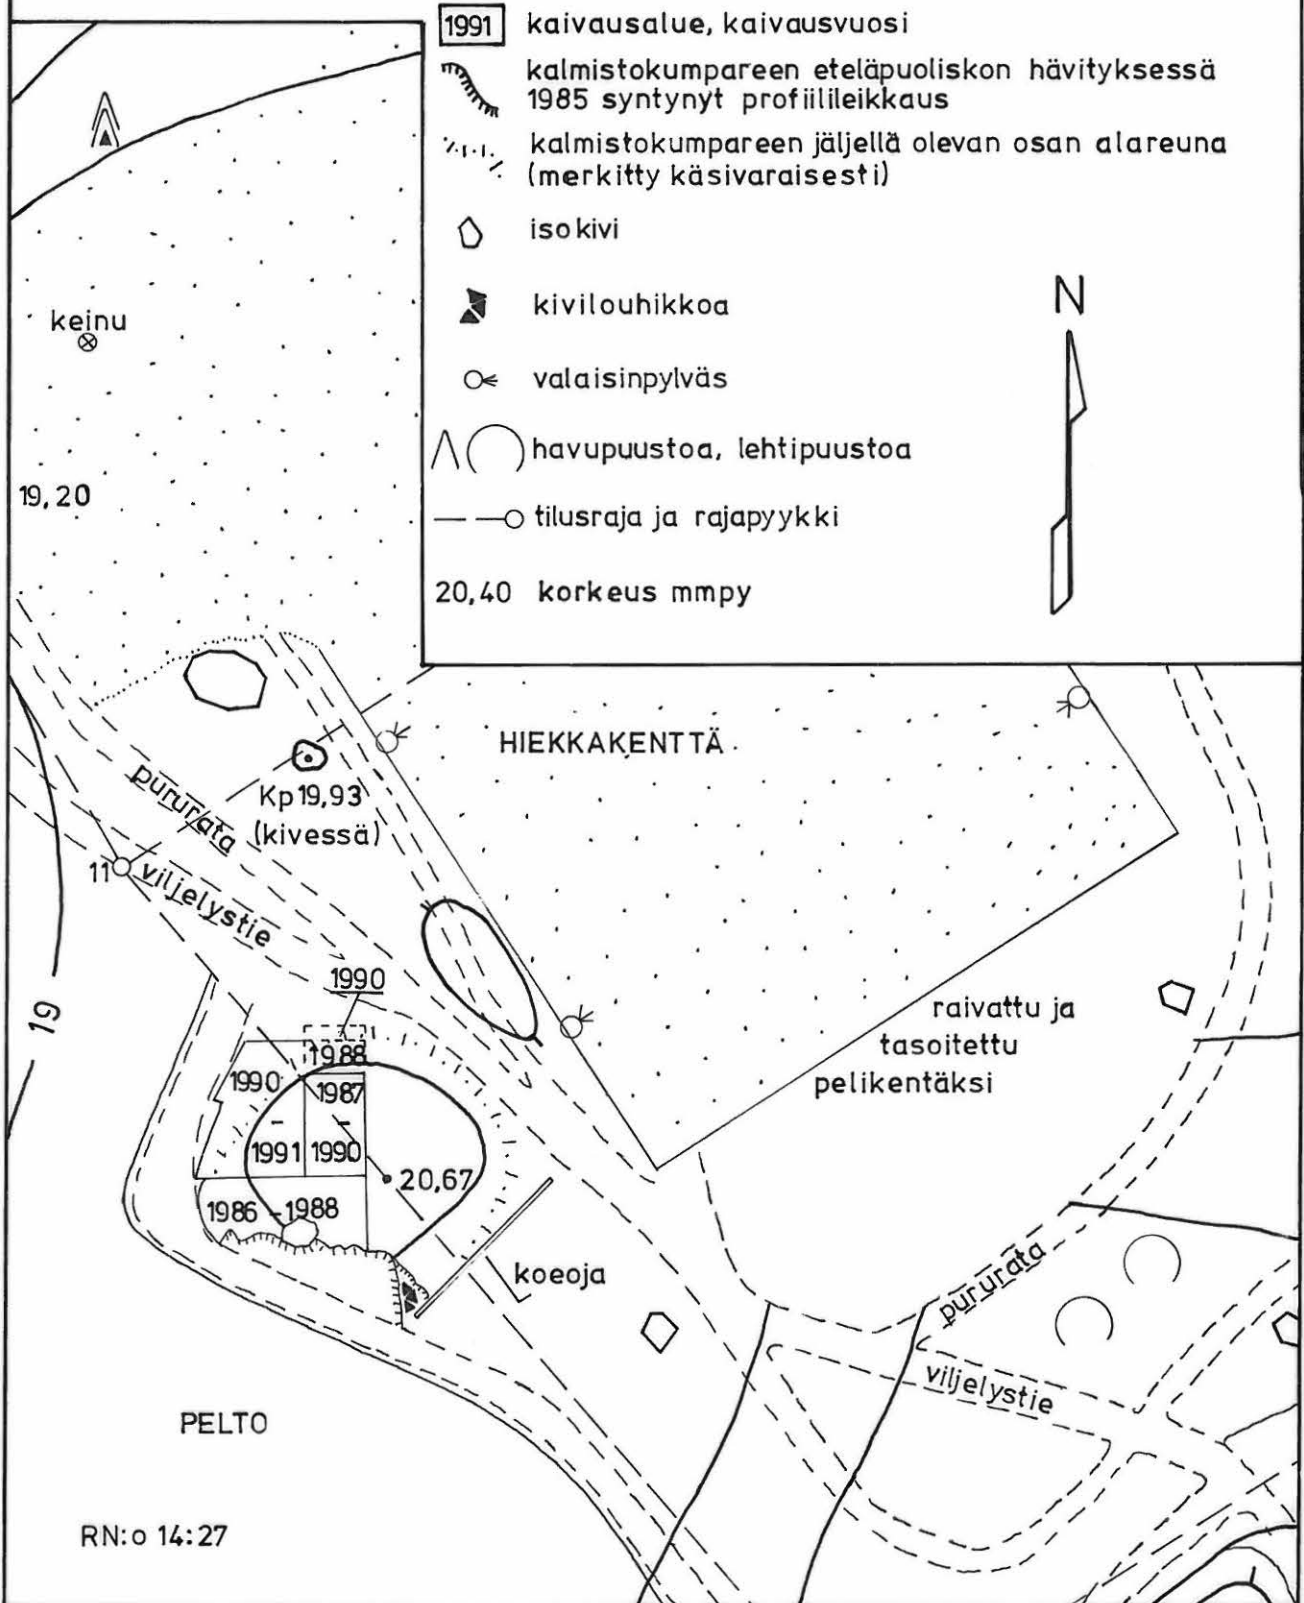 1991 kaivausalue, kaivausvuosi
kalmistokumpareen eteläpuoliskon hävityksessä
1985 syntynyt profiilileikkaus
kalmistokumpareen jäljellä olevan osan alareuna
(merkitty käsivaraisesti)
iso kivi
kivilouhikkoa
N
valaisinpylväs
havupuustoa, lehtipuustoa
tilusraja ja rajapyykki
20,40 korkeus mmpy
keinu
19,20
HIEKKAKENTTÄ
Kp 19,93
(kivessä)
pururata
11
viljelystie
19
1990
1988
1990
-
1991
1987
-
1990
20,67
1986 - 1988
koeoja
raivattu ja
tasoitettu
pelikentäksi
pururata
viljelystie
PELTO
RN:o 14:27